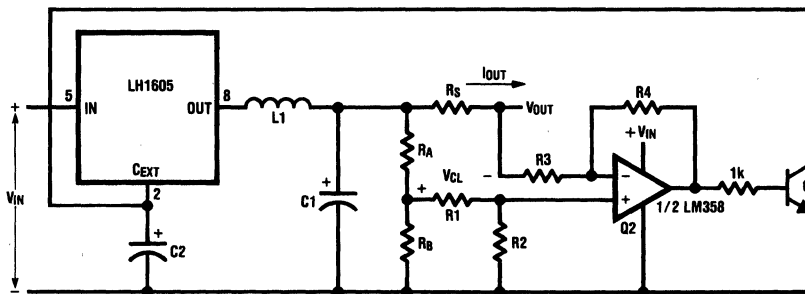 LH1605
5
IN
OUT
8
CEXT
2
+
VIN
−
+
C2
L1
+
C1
RS
IOUT
VOUT
RA
RB
+
VCL
−
R1
R2
R3
R4
+VIN
−
+
Q2
1/2 LM358
1k